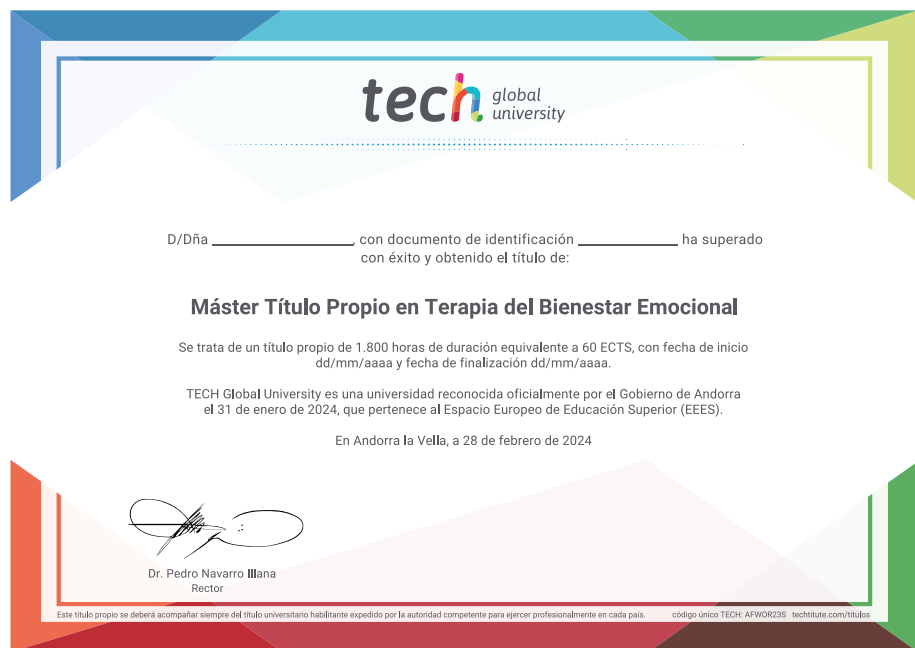 tech global university
D/Dña ________________, con documento de identificación ____________ ha superado
con éxito y obtenido el título de:
Máster Título Propio en Terapia del Bienestar Emocional
Se trata de un título propio de 1.800 horas de duración equivalente a 60 ECTS, con fecha de inicio
dd/mm/aaaa y fecha de finalización dd/mm/aaaa.
TECH Global University es una universidad reconocida oficialmente por el Gobierno de Andorra
el 31 de enero de 2024, que pertenece al Espacio Europeo de Educación Superior (EEES).
En Andorra la Vella, a 28 de febrero de 2024
Dr. Pedro Navarro Illana
Rector
Este título propio se deberá acompañar siempre del título universitario habilitante expedido por la autoridad competente para ejercer profesionalmente en cada país. código único TECH: AFWOR23S techtitute.com/titulos